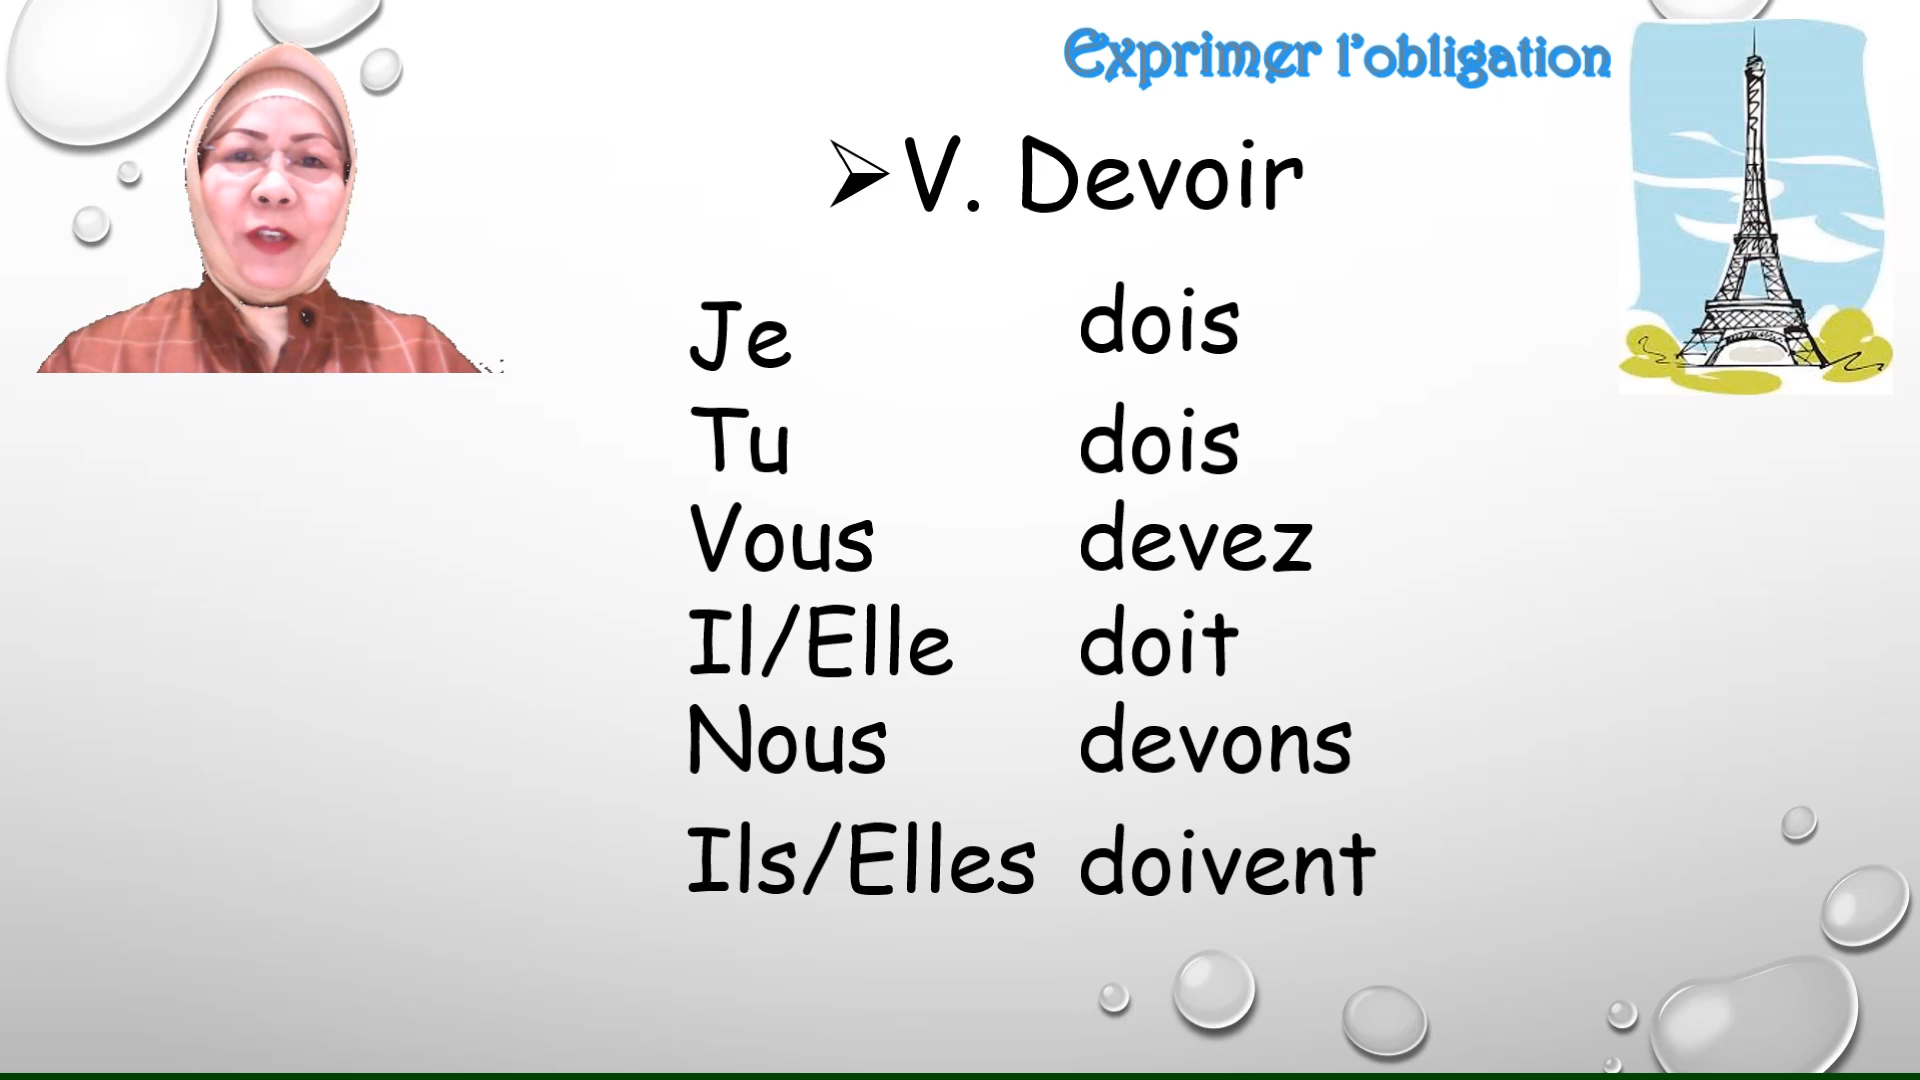 Exprimer l'obligation
V. Devoir
Je dois
Tu dois
Vous devez
Il/Elle doit
Nous devons
Ils/Elles doivent